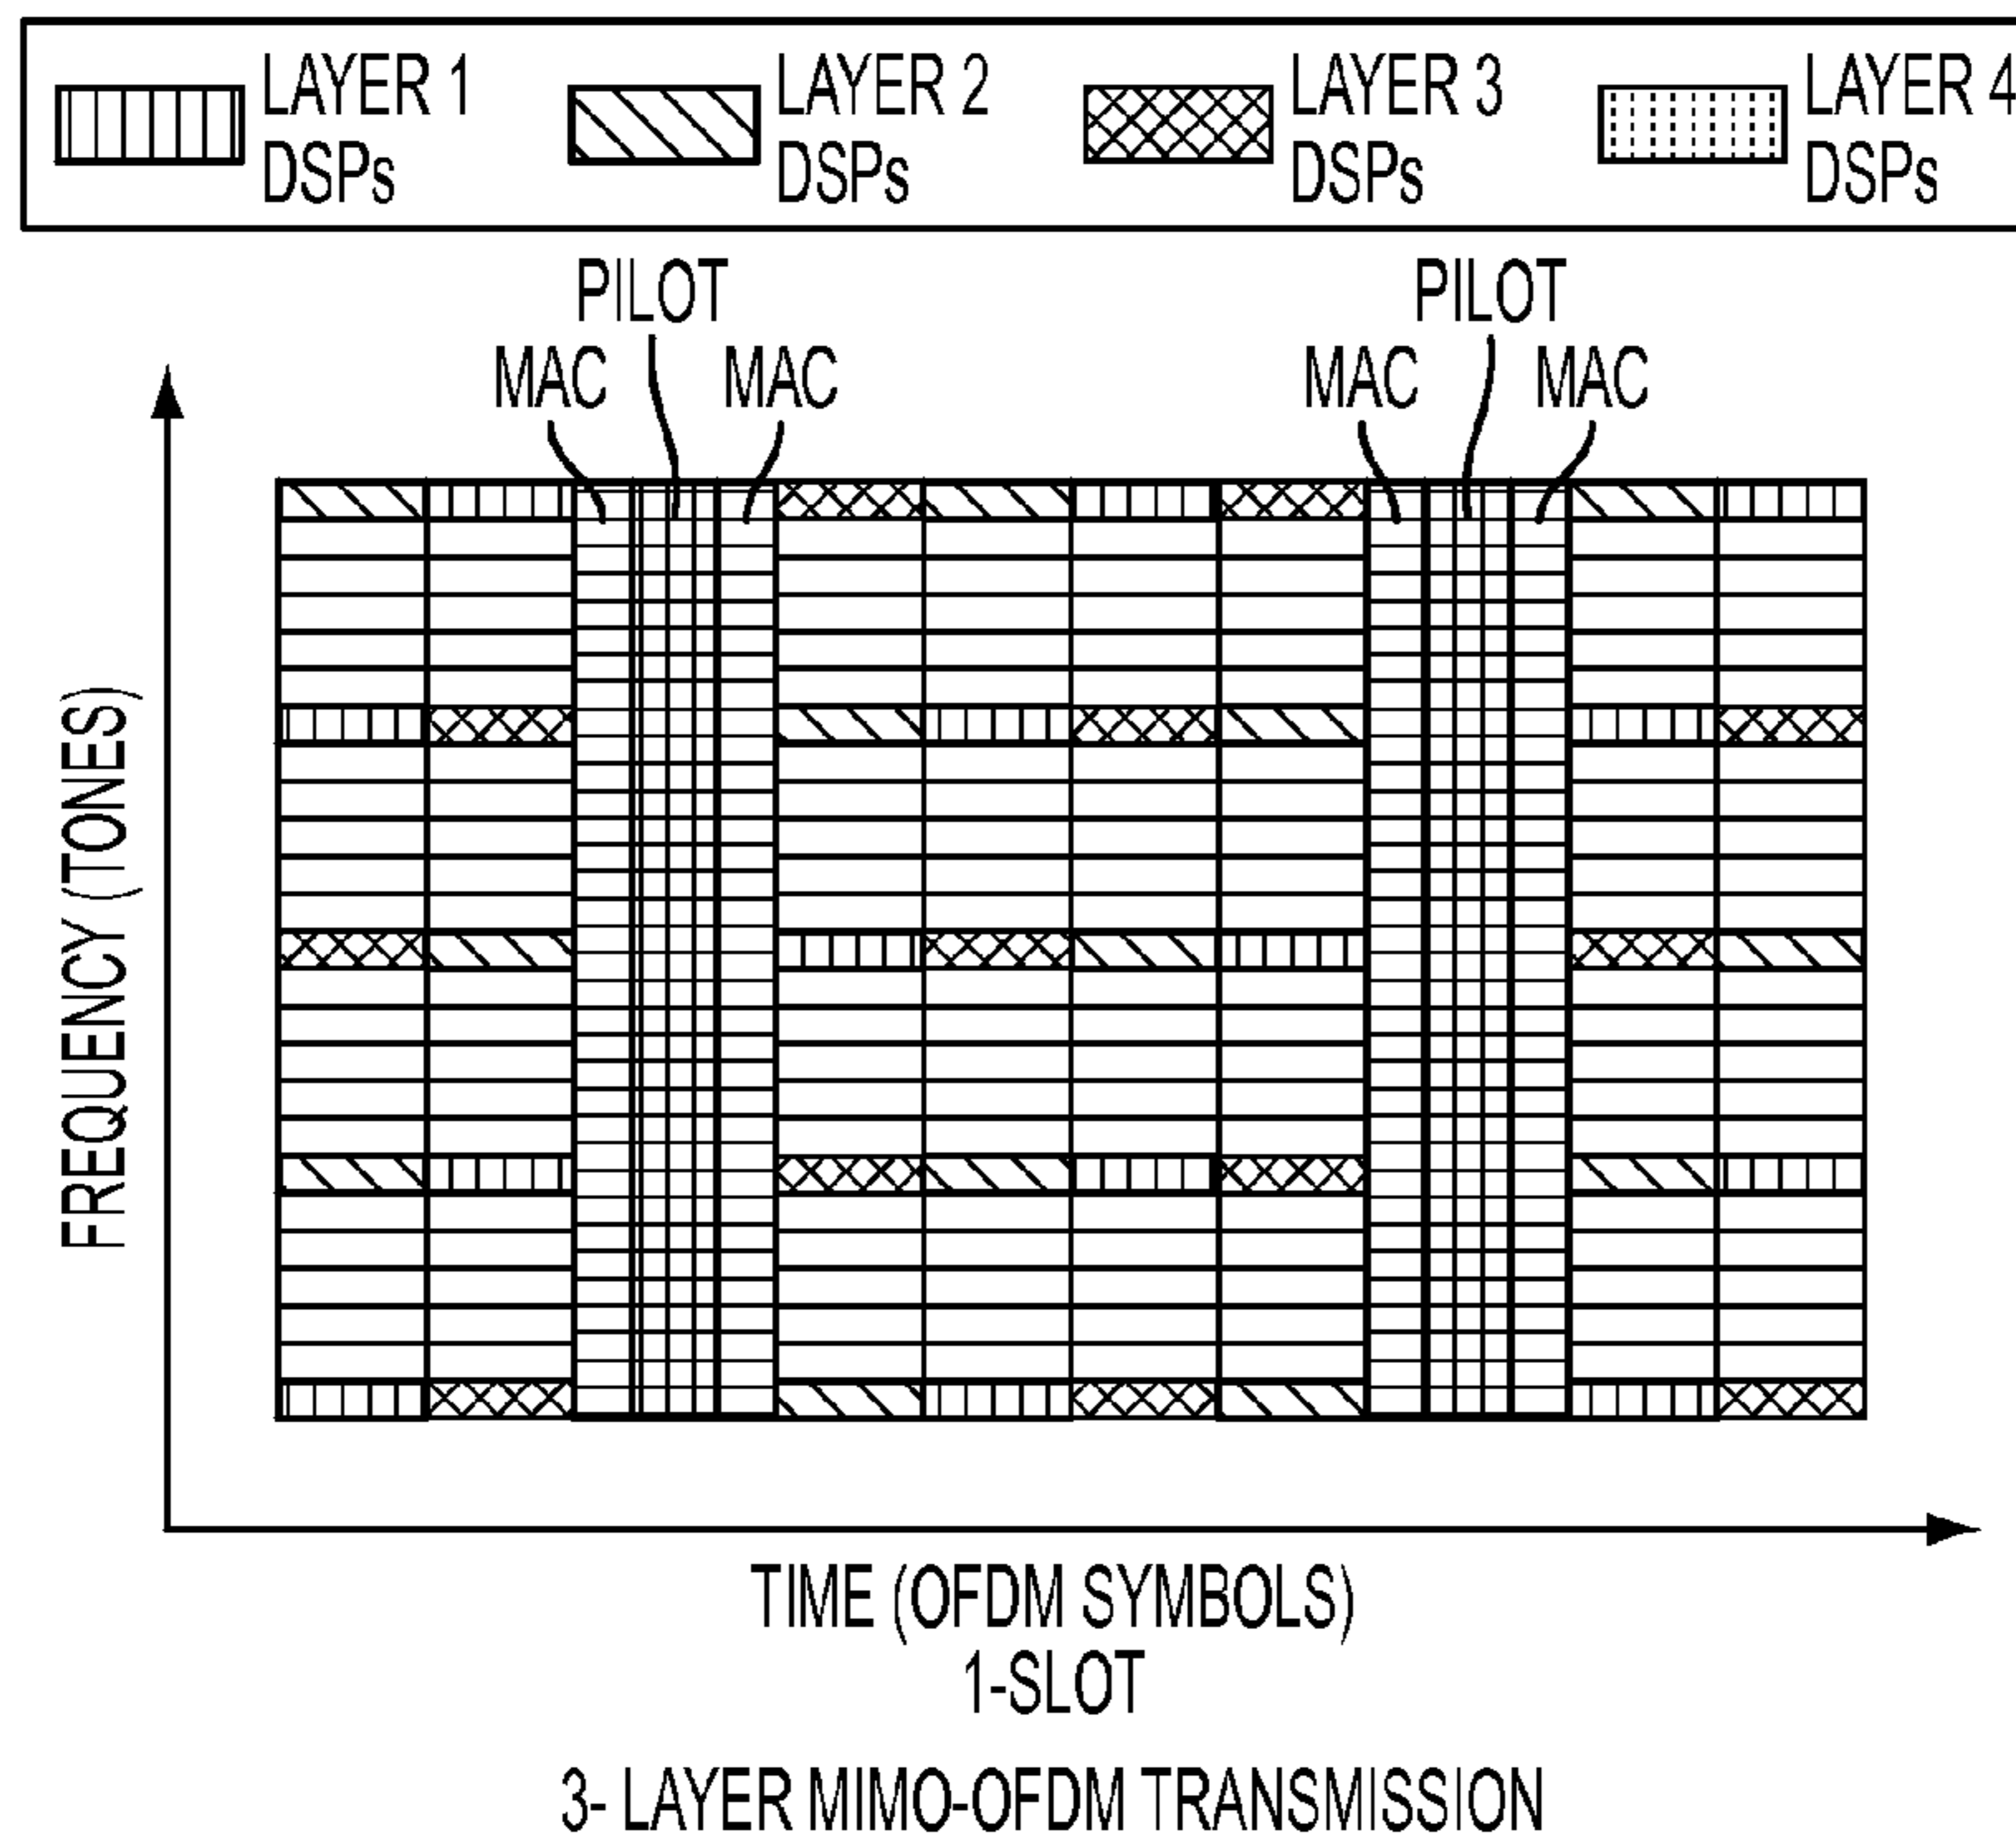 LAYER 1 DSPs
LAYER 2 DSPs
LAYER 3 DSPs
LAYER 4 DSPs
PILOT PILOT
MAC MAC MAC MAC
FREQUENCY (TONES)
TIME (OFDM SYMBOLS)
1-SLOT
3- LAYER MIMO-OFDM TRANSMISSION